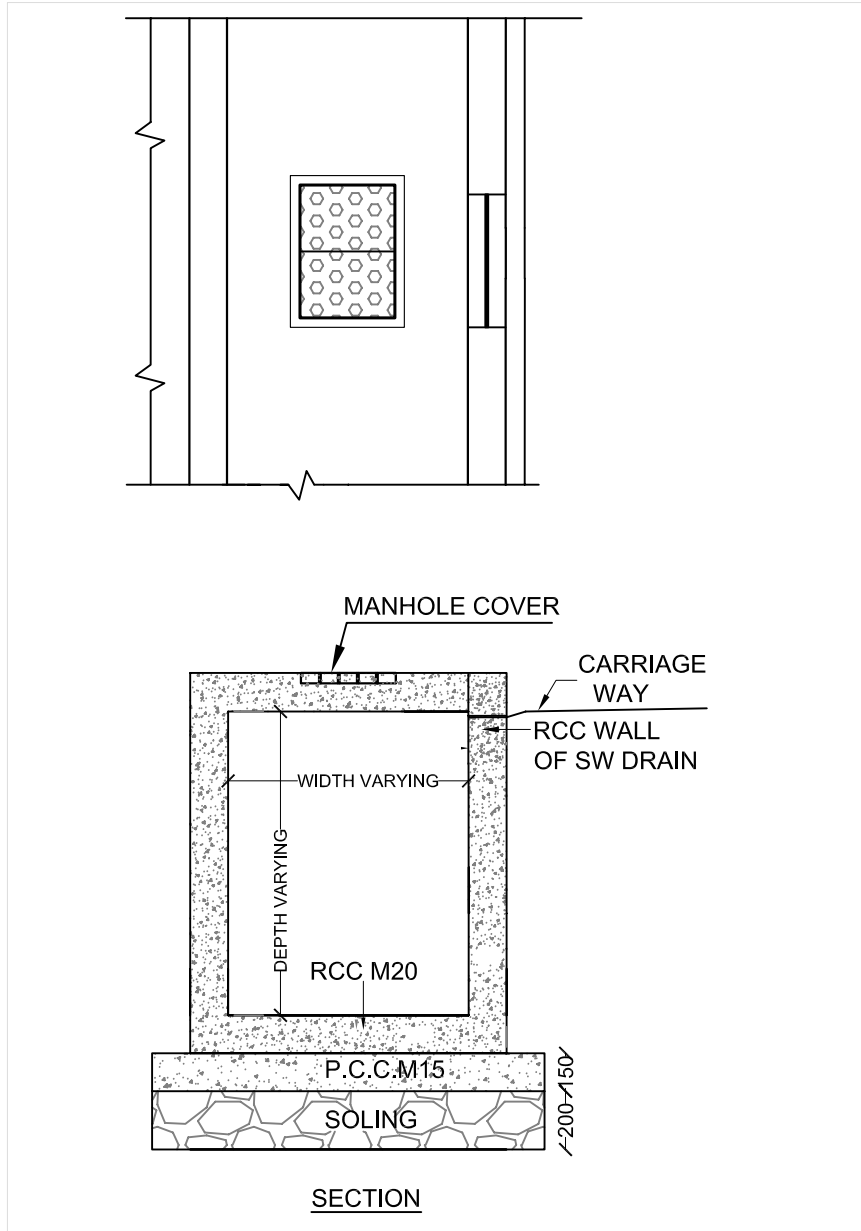 MANHOLE COVER
CARRIAGE
WAY
RCC WALL
OF SW DRAIN
WIDTH VARYING
DEPTH VARYING
RCC M20
P.C.C.M15
150
SOLING
200
SECTION